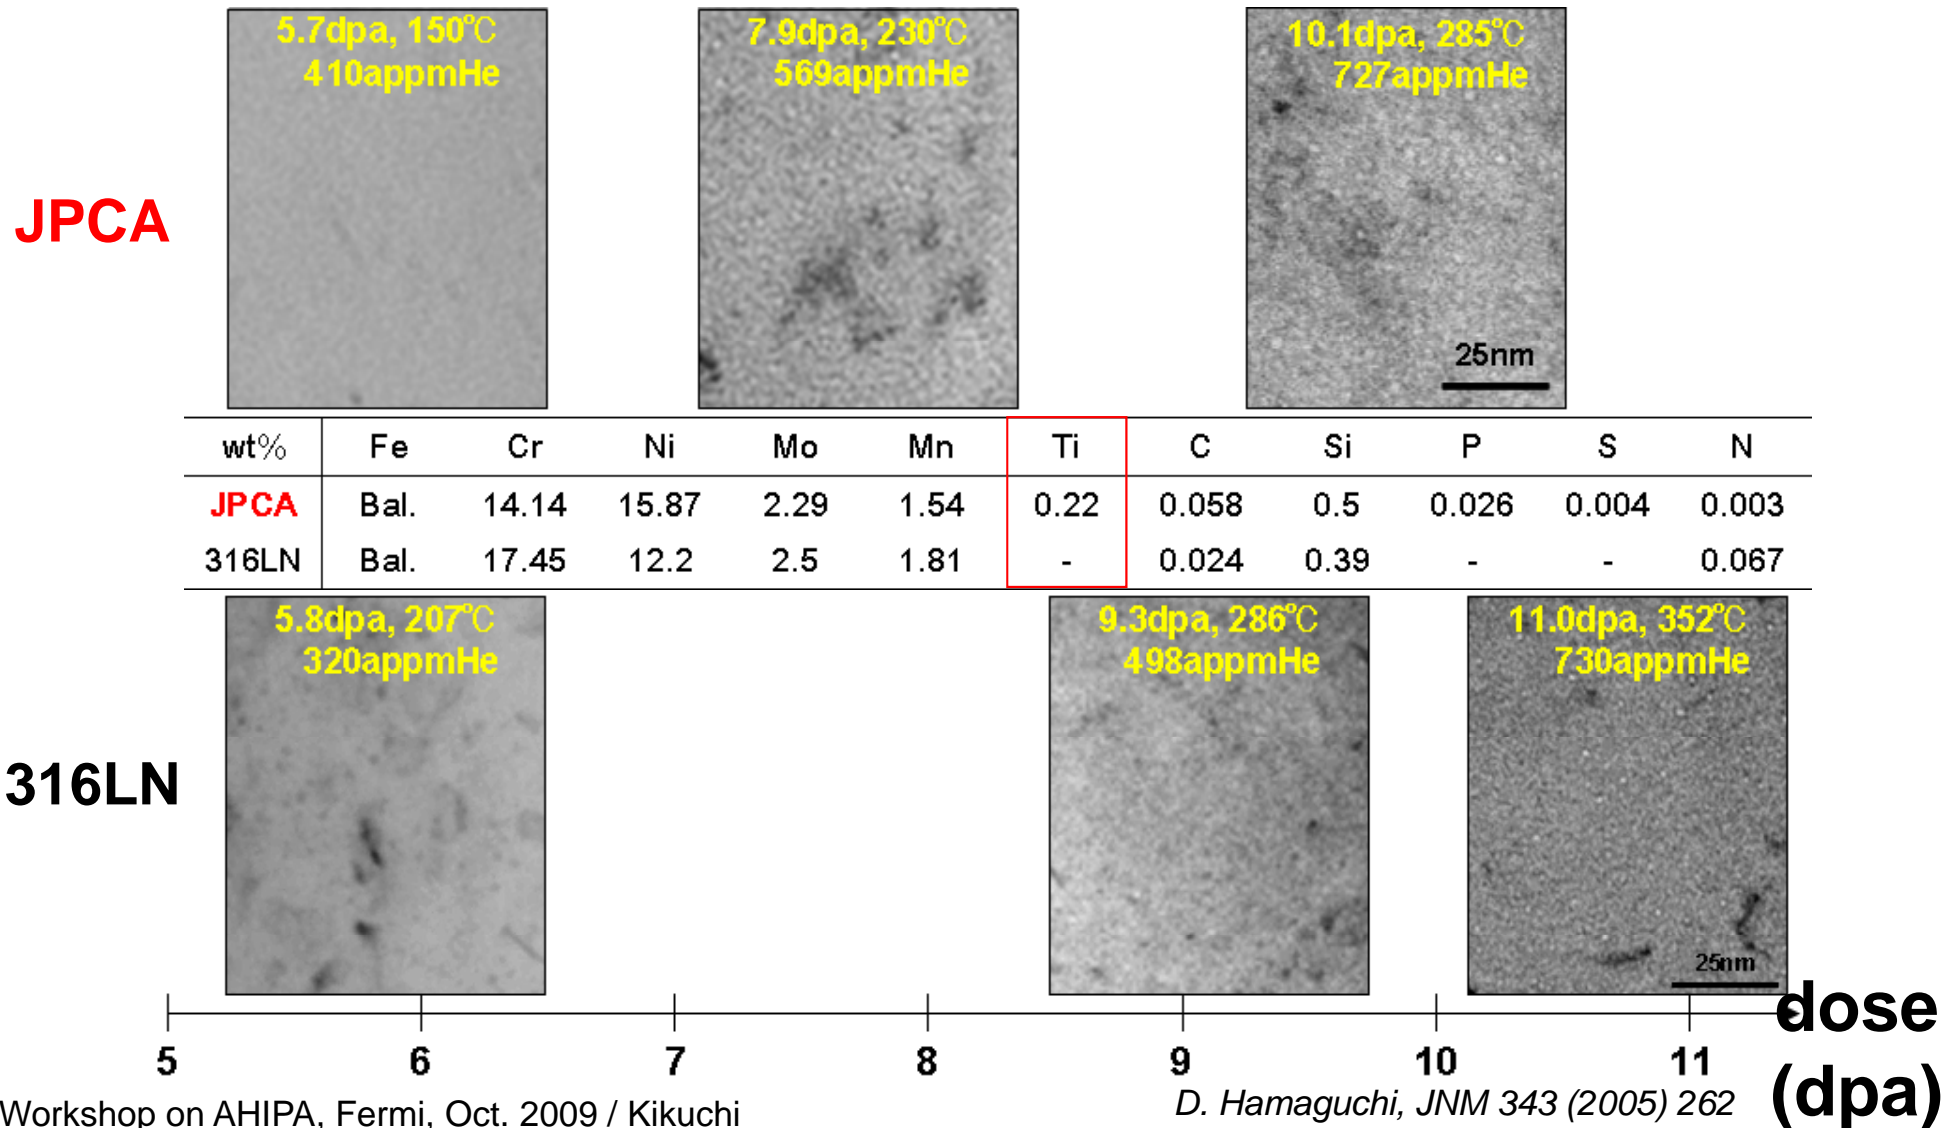 5.7dpa, 150℃
410appmHe
7.9dpa, 230℃
569appmHe
10.1dpa, 285℃
727appmHe
JPCA
25nm
wt% Fe Cr Ni Mo Mn Ti C Si P S N
JPCA Bal. 14.14 15.87 2.29 1.54 0.22 0.058 0.5 0.026 0.004 0.003
316LN Bal. 17.45 12.2 2.5 1.81 - 0.024 0.39 - - 0.067
5.8dpa, 207℃
320appmHe
9.3dpa, 286℃
498appmHe
11.0dpa, 352℃
730appmHe
316LN
25nm
5 6 7 8 9 10 11
dose
(dpa)
Workshop on AHIPA, Fermi, Oct. 2009 / Kikuchi
D. Hamaguchi, JNM 343 (2005) 262